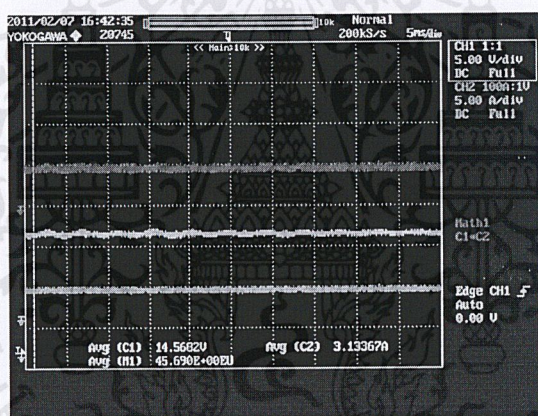 2011/02/07 16:42:35 10k Normal
YOKOGAWA 20745 200kS/s 5ms/div
<< Main:10k >>
CH1 1:1
5.00 V/div
DC Full
CH2 100A:1V
5.00 A/div
DC Full
Math1
C1*C2
Edge CH1
Auto
0.00 V
Avg (C1) 14.5682V Avg (C2) 3.13367A
Avg (M1) 45.690E+00EU